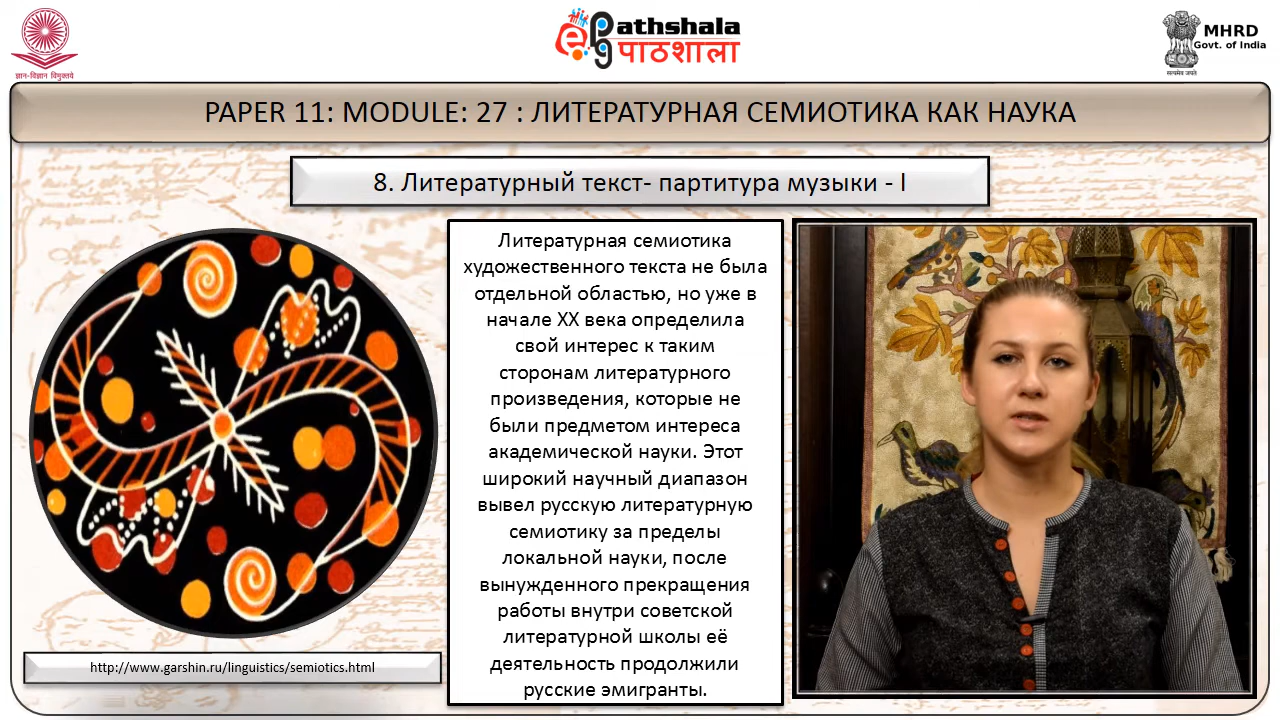 ज्ञान-विज्ञान विमुक्तये
ePathshala
पाठशाला
MHRD
Govt. of India
सत्यमेव जयते
PAPER 11: MODULE: 27 : ЛИТЕРАТУРНАЯ СЕМИОТИКА КАК НАУКА
8. Литературный текст- партитура музыки - I
Литературная семиотика
художественного текста не была
отдельной областью, но уже в
начале XX века определила
свой интерес к таким
сторонам литературного
произведения, которые не
были предметом интереса
академической науки. Этот
широкий научный диапазон
вывел русскую литературную
семиотику за пределы
локальной науки, после
вынужденного прекращения
работы внутри советской
литературной школы её
деятельность продолжили
русские эмигранты.
http://www.garshin.ru/linguistics/semiotics.html